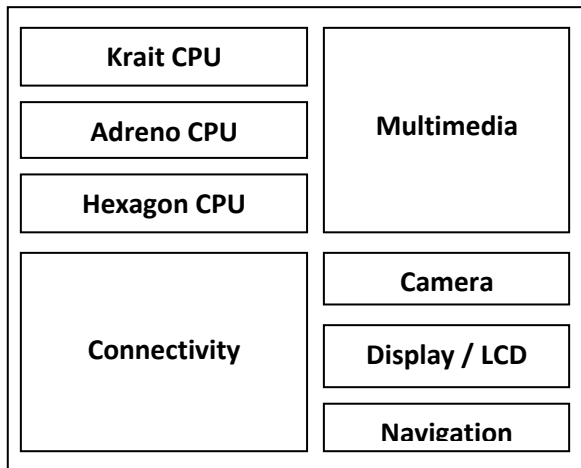 Krait CPU
Adreno CPU
Hexagon CPU
Multimedia
Connectivity
Camera
Display / LCD
Navigation